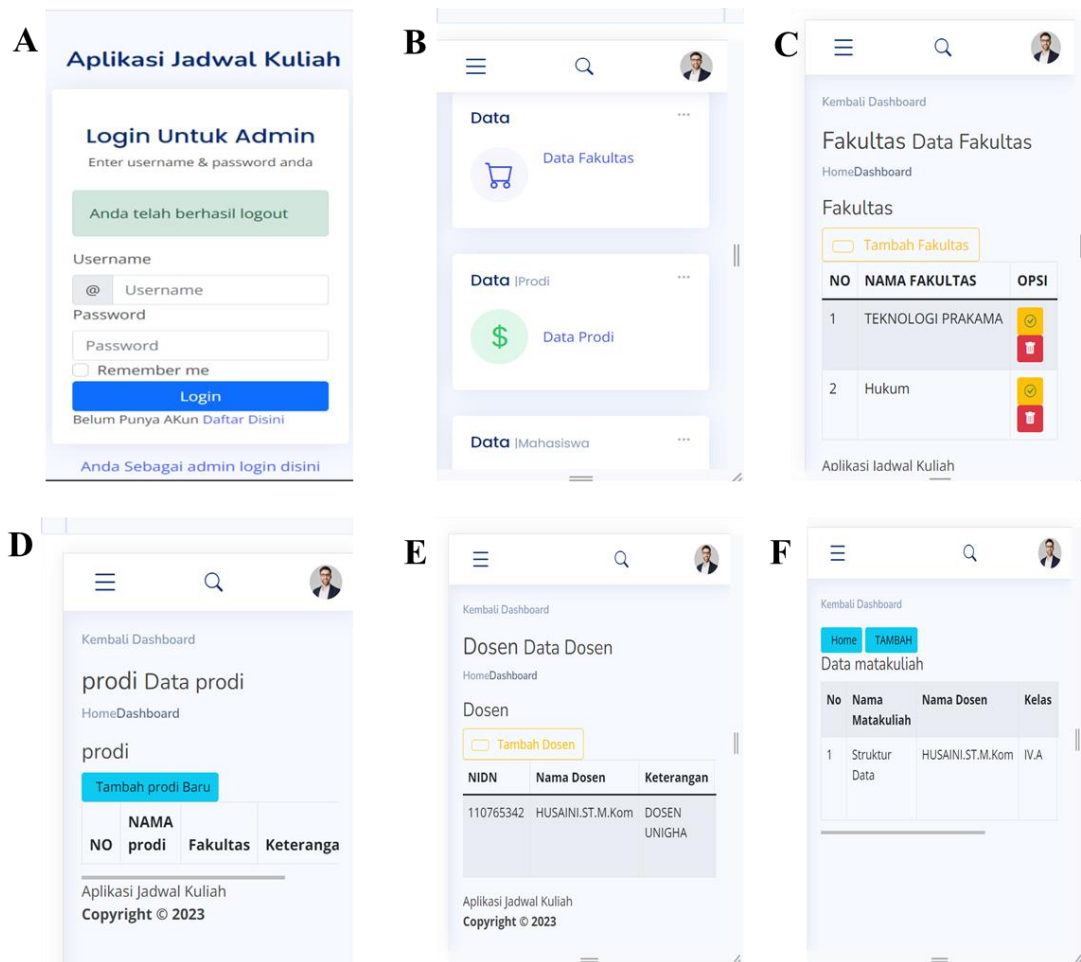 A
Aplikasi Jadwal Kuliah
Login Untuk Admin
Enter username & password anda
Anda telah berhasil logout
Username
@ Username
Password
Password
Remember me
Login
Belum Punya AKun Daftar Disini
Anda Sebagai admin login disini
B
Data
Data Fakultas
Data |Prodi
$ Data Prodi
Data |Mahasiswa
C
Kembali Dashboard
Fakultas Data Fakultas
HomeDashboard
Fakultas
Tambah Fakultas
NO NAMA FAKULTAS OPSI
1 TEKNOLOGI PRAKAMA
2 Hukum
Aplikasi Jadwal Kuliah
D
Kembali Dashboard
prodi Data prodi
HomeDashboard
prodi
Tambah prodi Baru
NO NAMA prodi Fakultas Keteranga
Aplikasi Jadwal Kuliah
Copyright © 2023
E
Kembali Dashboard
Dosen Data Dosen
HomeDashboard
Dosen
Tambah Dosen
NIDN Nama Dosen Keterangan
110765342 HUSAINI.ST.M.Kom DOSEN
UNIGHA
Aplikasi Jadwal Kuliah
Copyright © 2023
F
Kembali Dashboard
Home TAMBAH
Data matakuliah
No Nama Nama Dosen Kelas
Matakuliah
1 Struktur HUSAINI.ST.M.Kom IV.A
Data